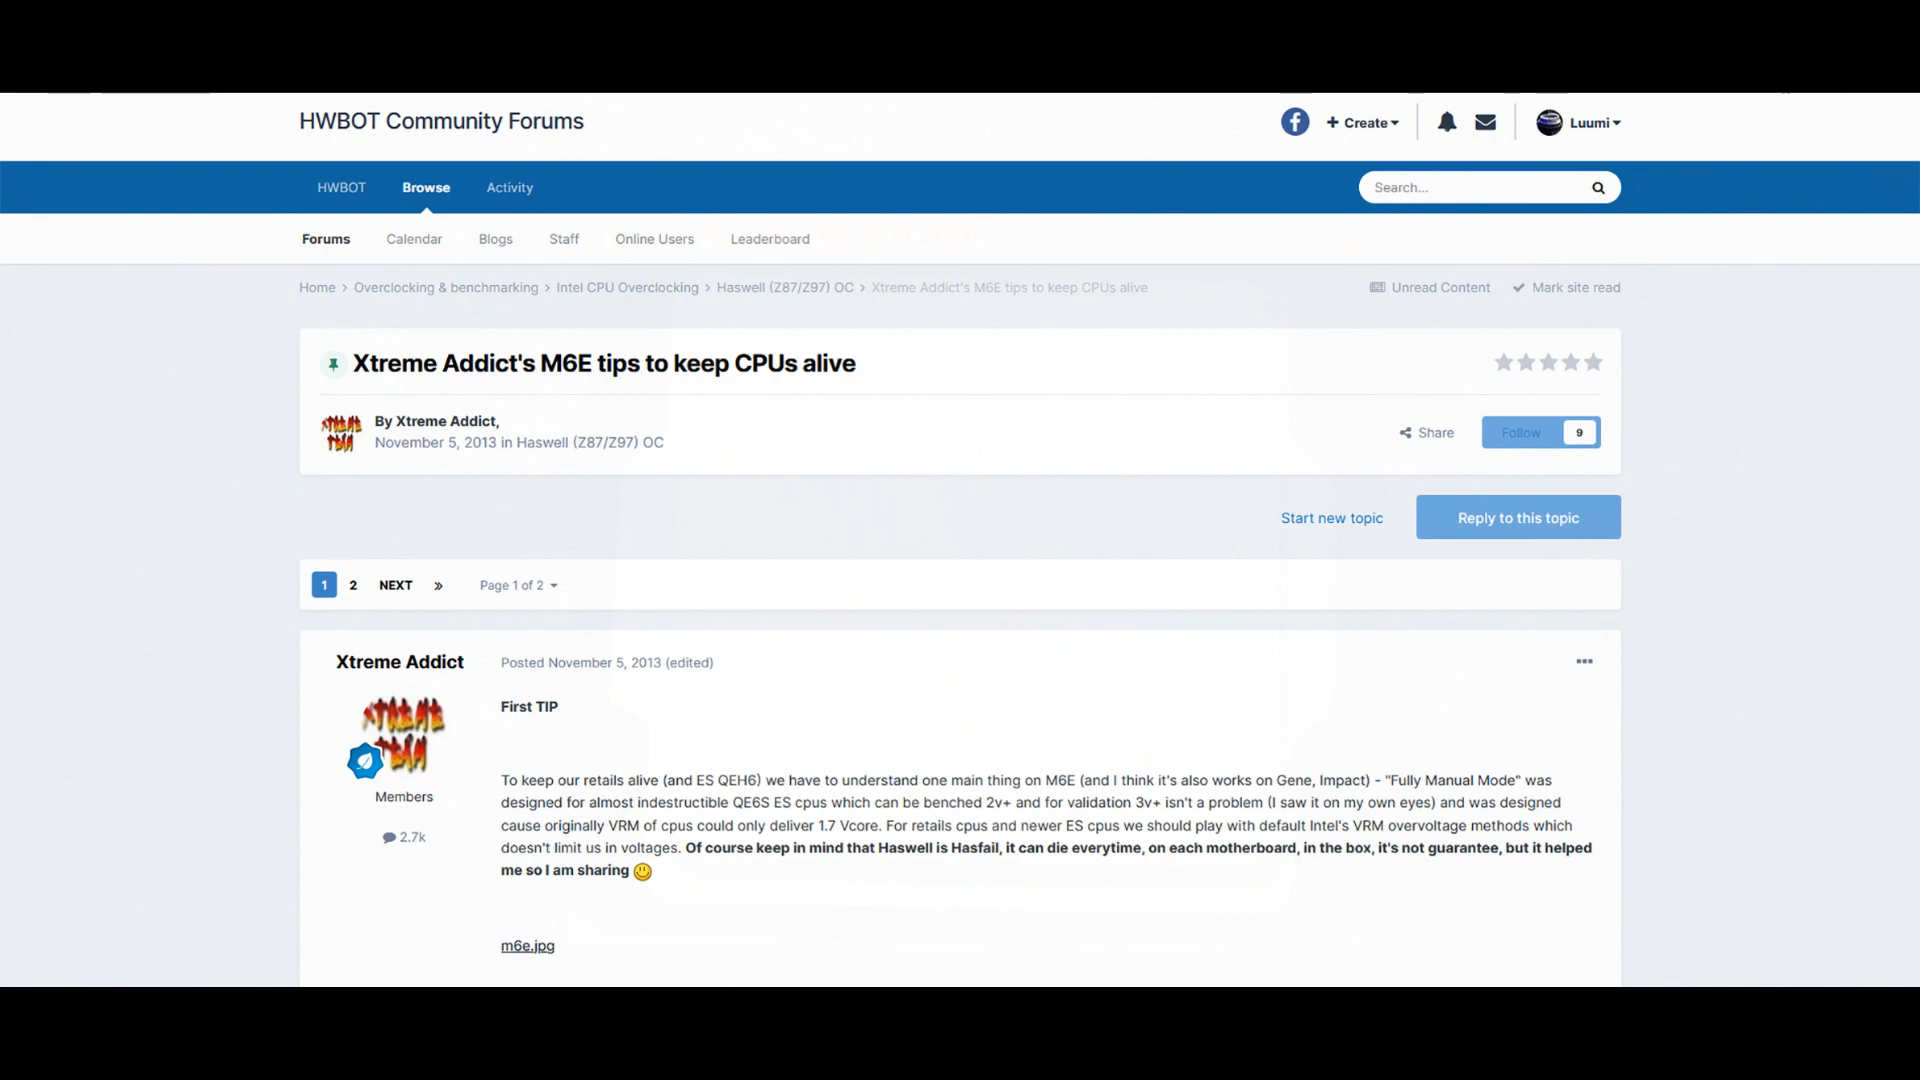 HWBOT Community Forums
+ Create
Luumi
HWBOT Browse Activity
Search...
Forums Calendar Blogs Staff Online Users Leaderboard
Home > Overclocking & benchmarking > Intel CPU Overclocking > Haswell (Z87/Z97) OC > Xtreme Addict's M6E tips to keep CPUs alive
Unread Content Mark site read
Xtreme Addict's M6E tips to keep CPUs alive
By Xtreme Addict,
November 5, 2013 in Haswell (Z87/Z97) OC
Share Follow 9
Start new topic Reply to this topic
1 2 NEXT » Page 1 of 2
Xtreme Addict
XTREME
TEAM
Members
2.7k
Posted November 5, 2013 (edited)
First TIP
To keep our retails alive (and ES QEH6) we have to understand one main thing on M6E (and I think it's also works on Gene, Impact) - "Fully Manual Mode" was
designed for almost indestructible QE6S ES cpus which can be benched 2v+ and for validation 3v+ isn't a problem (I saw it on my own eyes) and was designed
cause originally VRM of cpus could only deliver 1.7 Vcore. For retails cpus and newer ES cpus we should play with default Intel's VRM overvoltage methods which
doesn't limit us in voltages. Of course keep in mind that Haswell is Hasfail, it can die everytime, on each motherboard, in the box, it's not guarantee, but it helped
me so I am sharing
m6e.jpg